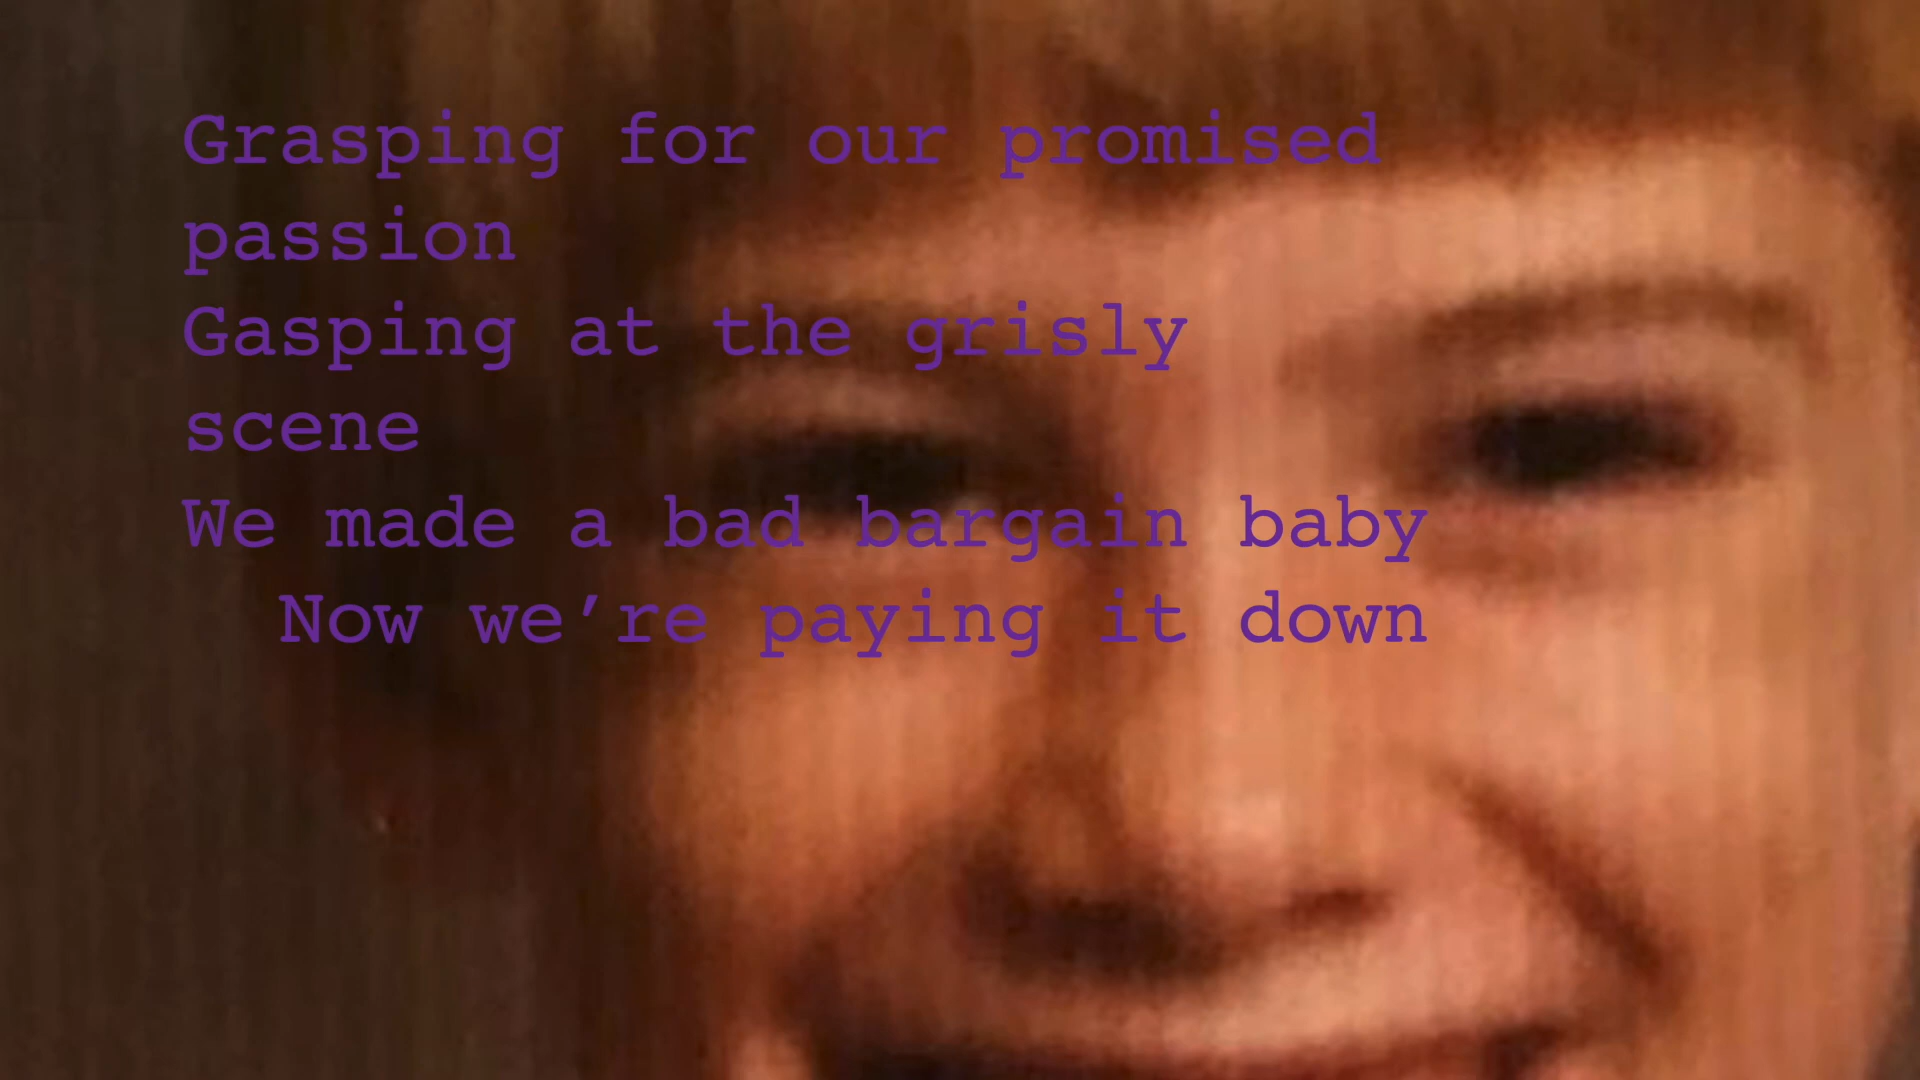 Grasping for our promised
passion
Gasping at the grisly
scene
We made a bad bargain baby
Now we’re paying it down